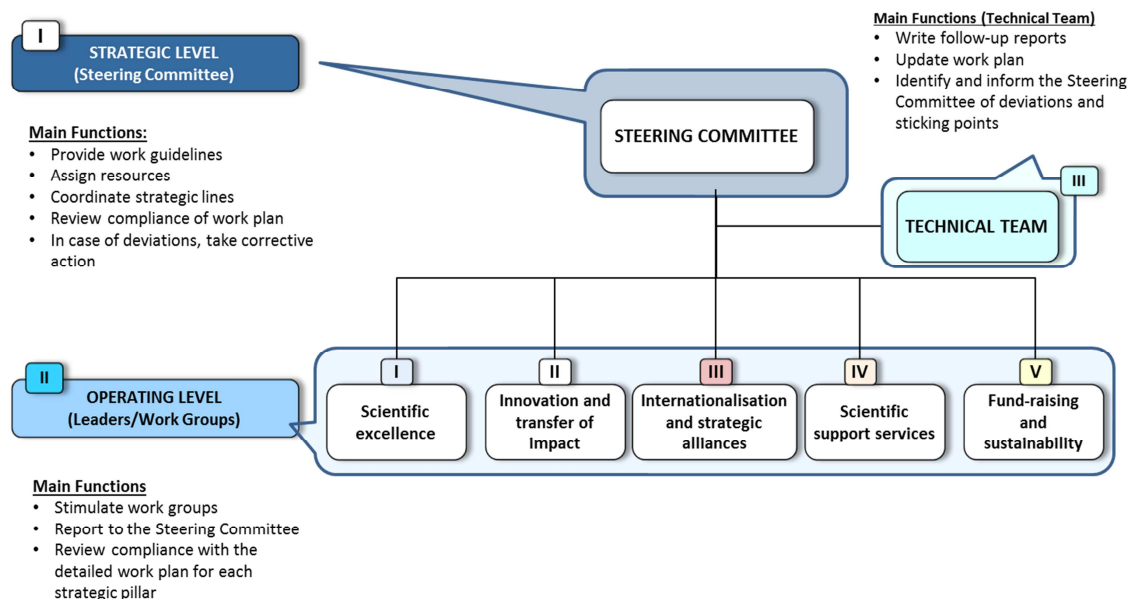 I
STRATEGIC LEVEL
(Steering Committee)
Main Functions:
• Provide work guidelines
• Assign resources
• Coordinate strategic lines
• Review compliance of work plan
• In case of deviations, take corrective
action
STEERING COMMITTEE
Main Functions (Technical Team)
• Write follow-up reports
• Update work plan
• Identify and inform the Steering
Committee of deviations and
sticking points
III
TECHNICAL TEAM
II
OPERATING LEVEL
(Leaders/Work Groups)
I
Scientific
excellence
II
Innovation and
transfer of
impact
III
Internationalisation
and strategic
alliances
IV
Scientific
support services
V
Fund-raising
and
sustainability
Main Functions
• Stimulate work groups
• Report to the Steering Committee
• Review compliance with the
detailed work plan for each
strategic pillar